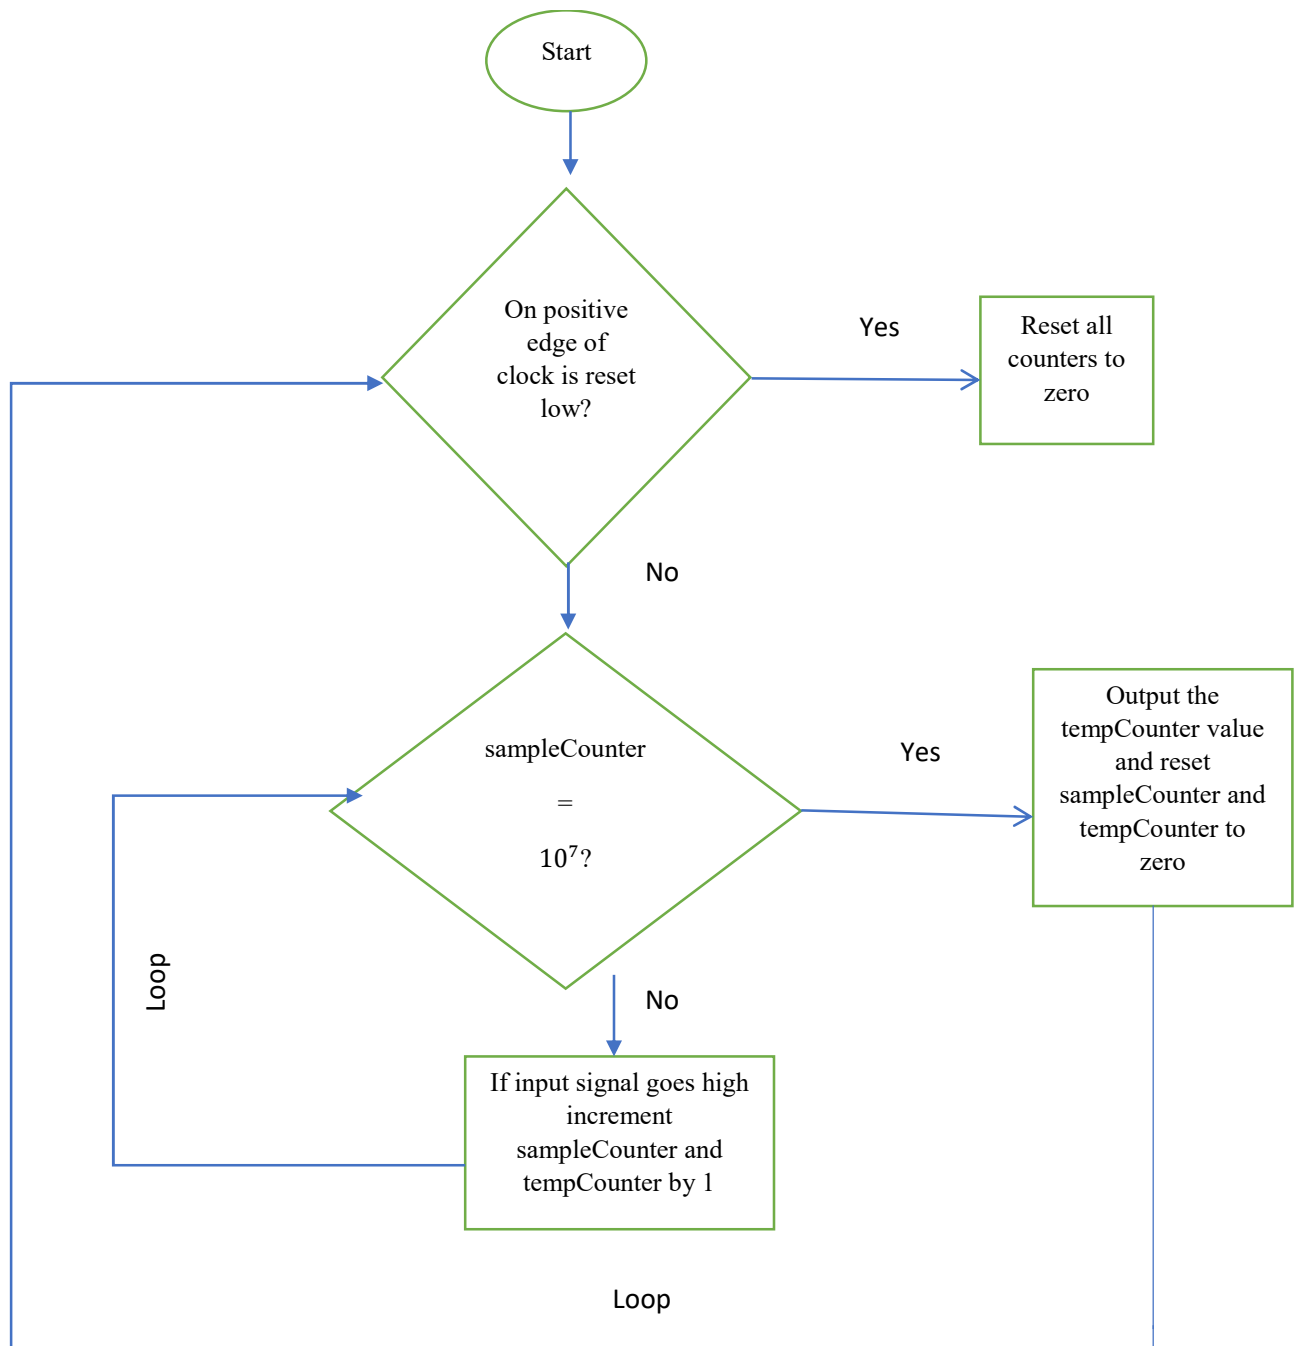 Start
On positive
edge of
clock is reset
low?
Yes
Reset all
counters to
zero
No
sampleCounter
=
10⁷?
Yes
Output the
tempCounter value
and reset
sampleCounter and
tempCounter to
zero
Loop
No
If input signal goes high
increment
sampleCounter and
tempCounter by 1
Loop